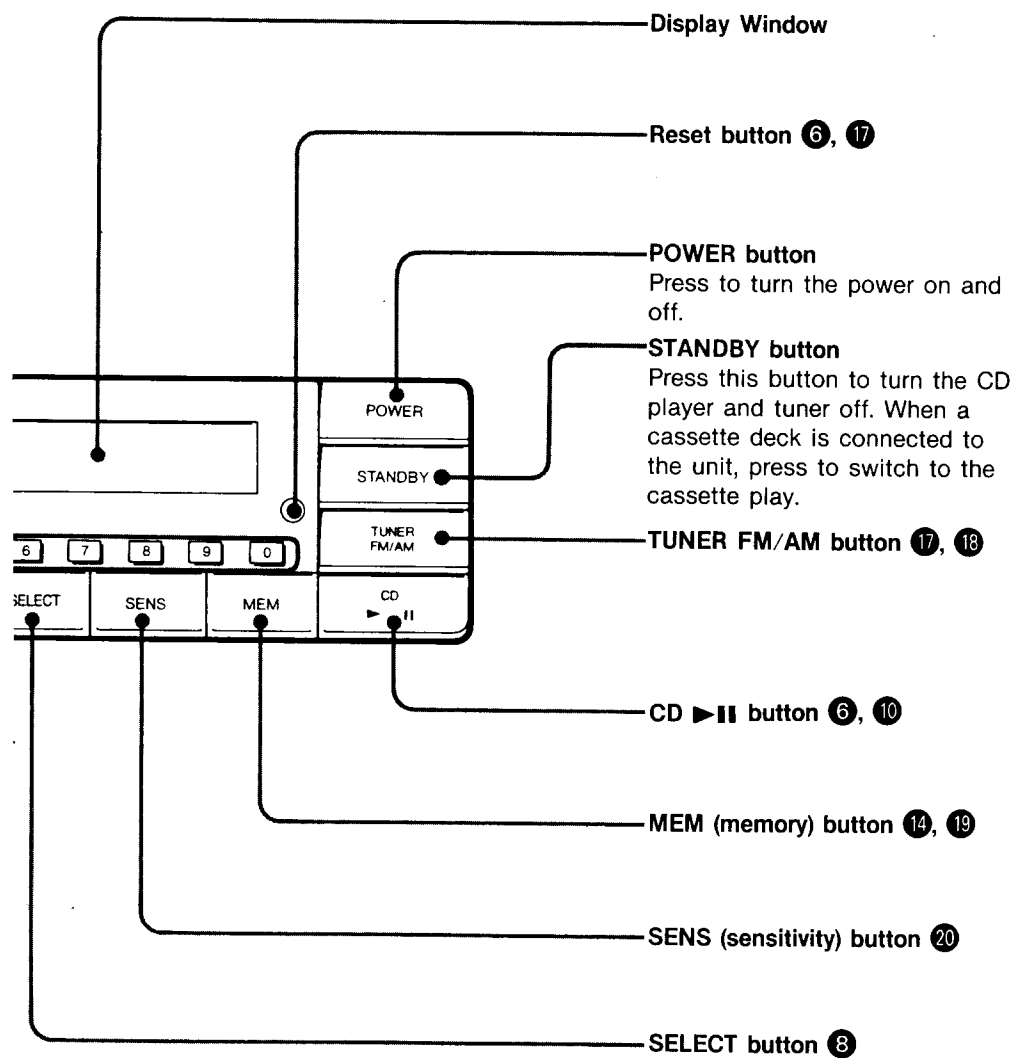 Display Window
Reset button 6, 17
POWER button
Press to turn the power on and
off.
STANDBY button
Press this button to turn the CD
player and tuner off. When a
cassette deck is connected to
the unit, press to switch to the
cassette play.
TUNER FM/AM button 17, 18
CD ▶II button 6, 10
MEM (memory) button 14, 19
SENS (sensitivity) button 20
SELECT button 8
POWER
STANDBY
TUNER
FM/AM
6 7 8 9 0
SELECT SENS MEM CD
▶ II